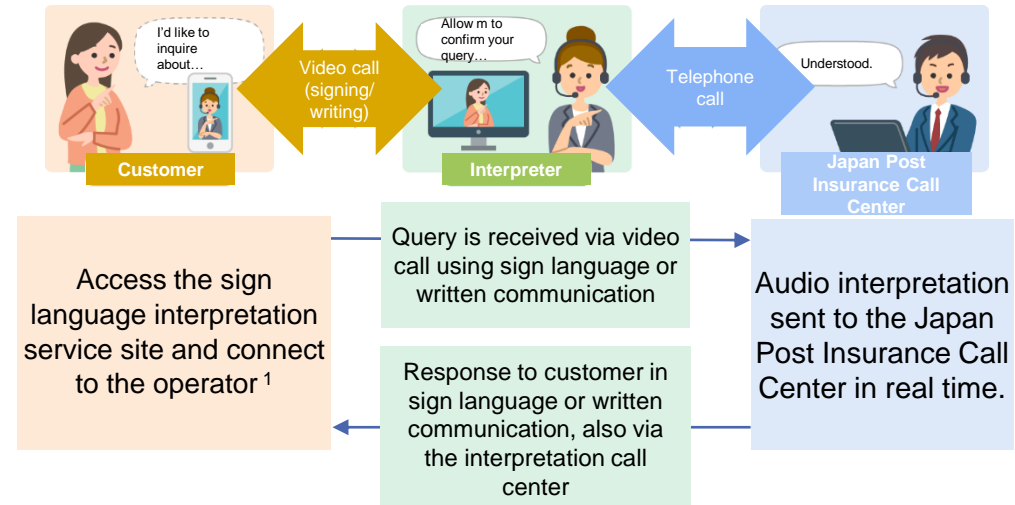 I'd like to
inquire
about…
Video call
(signing/
writing)
Allow m to
confirm your
query…
Telephone
call
Understood.
Customer
Interpreter
Japan Post
Insurance Call
Center
Access the sign
language interpretation
service site and connect
to the operator 1
Query is received via video
call using sign language or
written communication
Response to customer in
sign language or written
communication, also via
the interpretation call
center
Audio interpretation
sent to the Japan
Post Insurance Call
Center in real time.